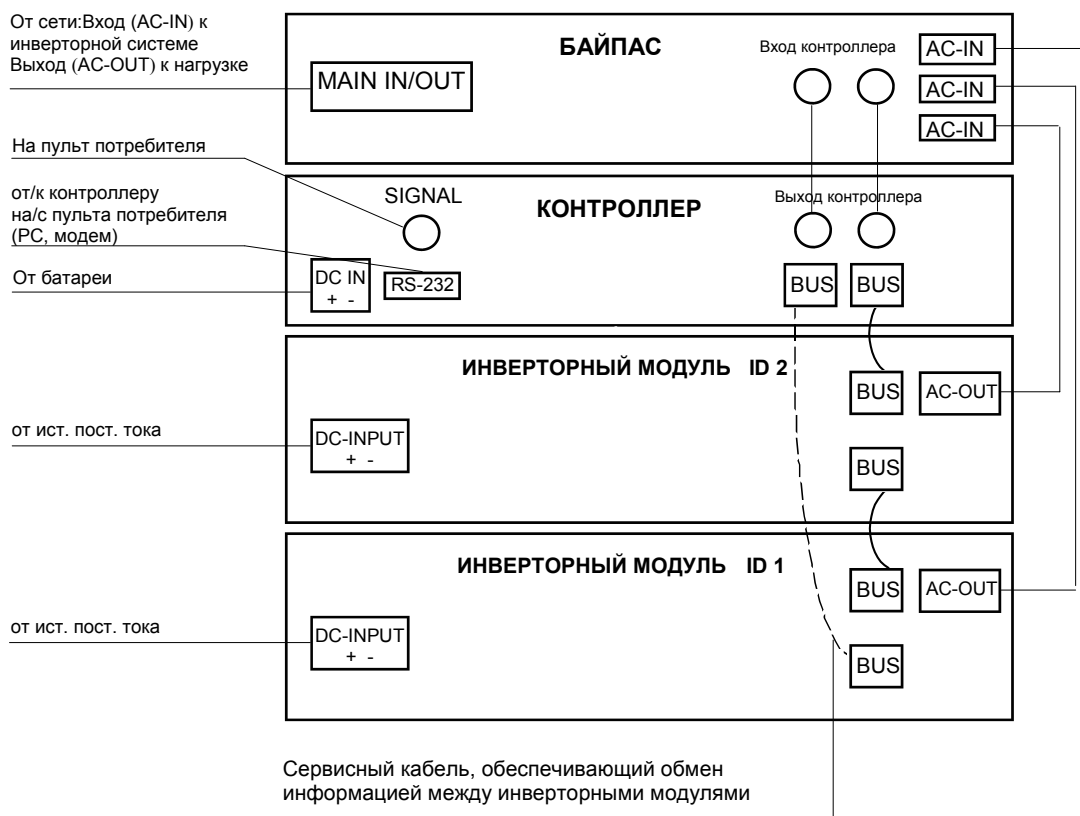 От сети:Вход (AC-IN) к
инверторной системе
Выход (AC-OUT) к нагрузке
БАЙПАС
Вход контроллера
AC-IN
MAIN IN/OUT
AC-IN
AC-IN
На пульт потребителя
от/к контроллеру
на/с пульта потребителя
(PC, модем)
SIGNAL
КОНТРОЛЛЕР
Выход контроллера
От батареи
DC IN
+ -
RS-232
BUS
BUS
ИНВЕРТОРНЫЙ МОДУЛЬ ID 2
BUS
AC-OUT
от ист. пост. тока
DC-INPUT
+ -
BUS
ИНВЕРТОРНЫЙ МОДУЛЬ ID 1
BUS
AC-OUT
от ист. пост. тока
DC-INPUT
+ -
BUS
Сервисный кабель, обеспечивающий обмен
информацией между инверторными модулями